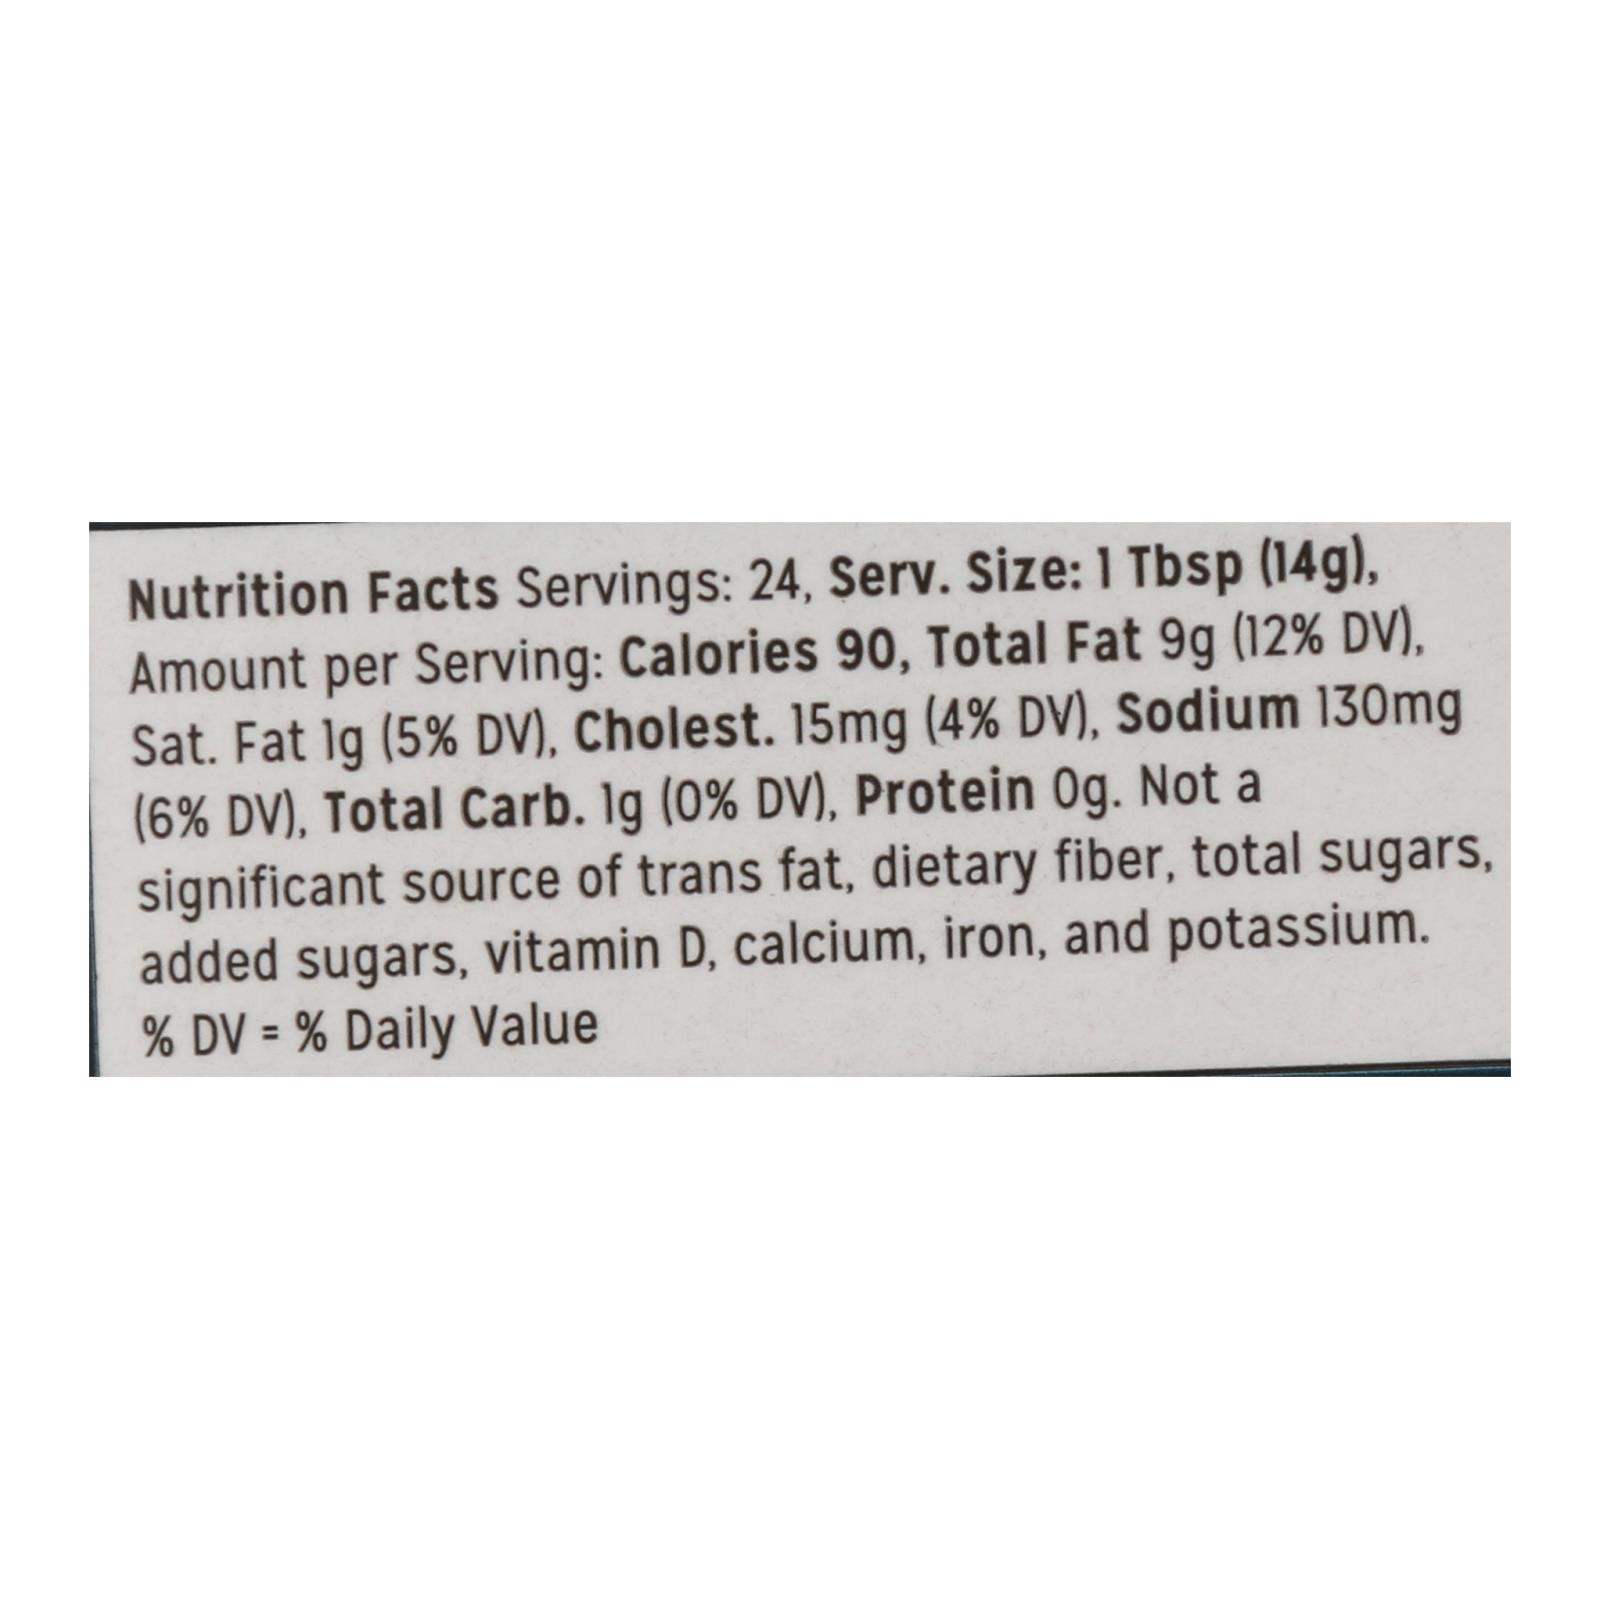 Nutrition Facts Servings: 24, Serv. Size: 1 Tbsp (14g),
Amount per Serving: Calories 90, Total Fat 9g (12% DV),
Sat. Fat 1g (5% DV), Cholest. 15mg (4% DV), Sodium 130mg
(6% DV), Total Carb. 1g (0% DV), Protein 0g. Not a
significant source of trans fat, dietary fiber, total sugars,
added sugars, vitamin D, calcium, iron, and potassium.
% DV = % Daily Value